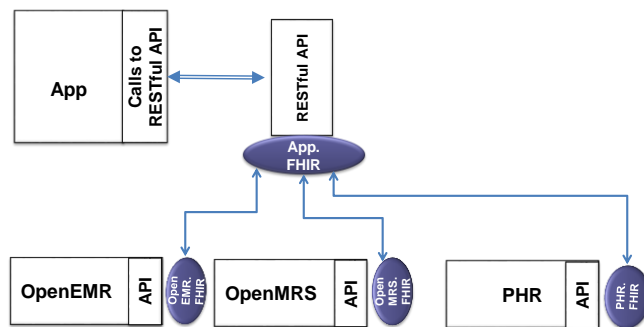 App
Calls to
RESTful API
RESTful API
App.
FHIR
OpenEMR
API
Open
EMR.
FHIR
OpenMRS
API
Open
MRS.
FHIR
PHR
API
PHR.
FHIR